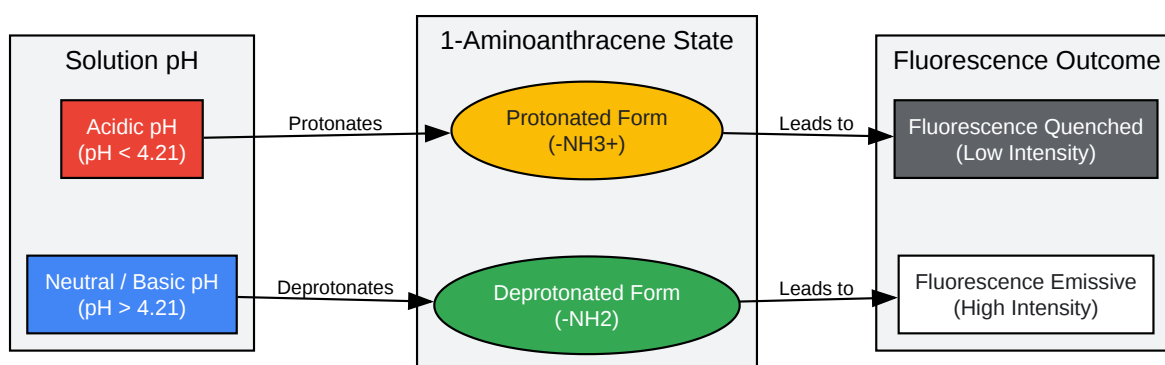 Solution pH
1-Aminoanthracene State
Fluorescence Outcome
Acidic pH
(pH < 4.21)
Protonates
Protonated Form
(-NH3+)
Leads to
Fluorescence Quenched
(Low Intensity)
Neutral / Basic pH
(pH > 4.21)
Deprotonates
Deprotonated Form
(-NH2)
Leads to
Fluorescence Emissive
(High Intensity)